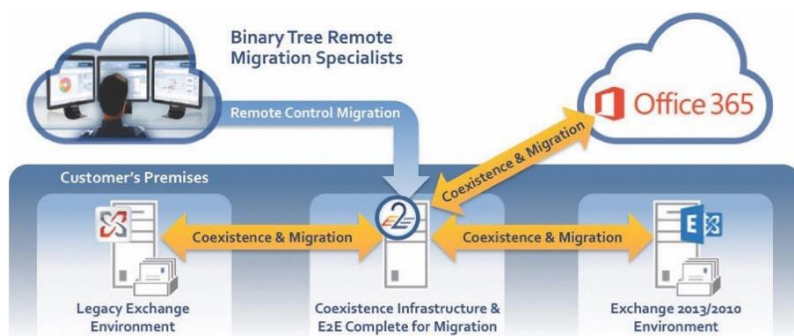 Binary Tree Remote
Migration Specialists
Remote Control Migration
Office 365
Coexistence & Migration
Customer's Premises
E2E
Coexistence & Migration
Coexistence & Migration
E
Legacy Exchange
Environment
Coexistence Infrastructure &
E2E Complete for Migration
Exchange 2013/2010
Environment